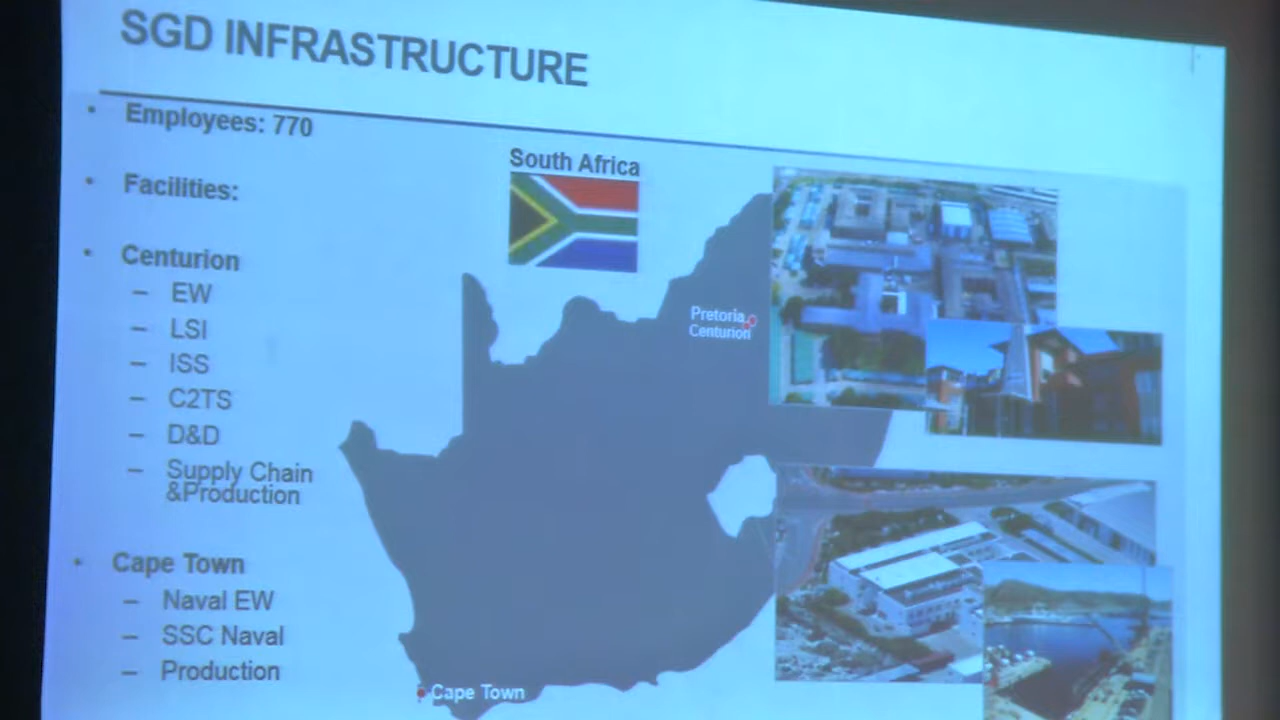 SGD INFRASTRUCTURE
• Employees: 770
• Facilities:
• Centurion
– EW
– LSI
– ISS
– C2TS
– D&D
– Supply Chain
&Production
• Cape Town
– Naval EW
– SSC Naval
– Production
South Africa
Pretoria
Centurion
Cape Town